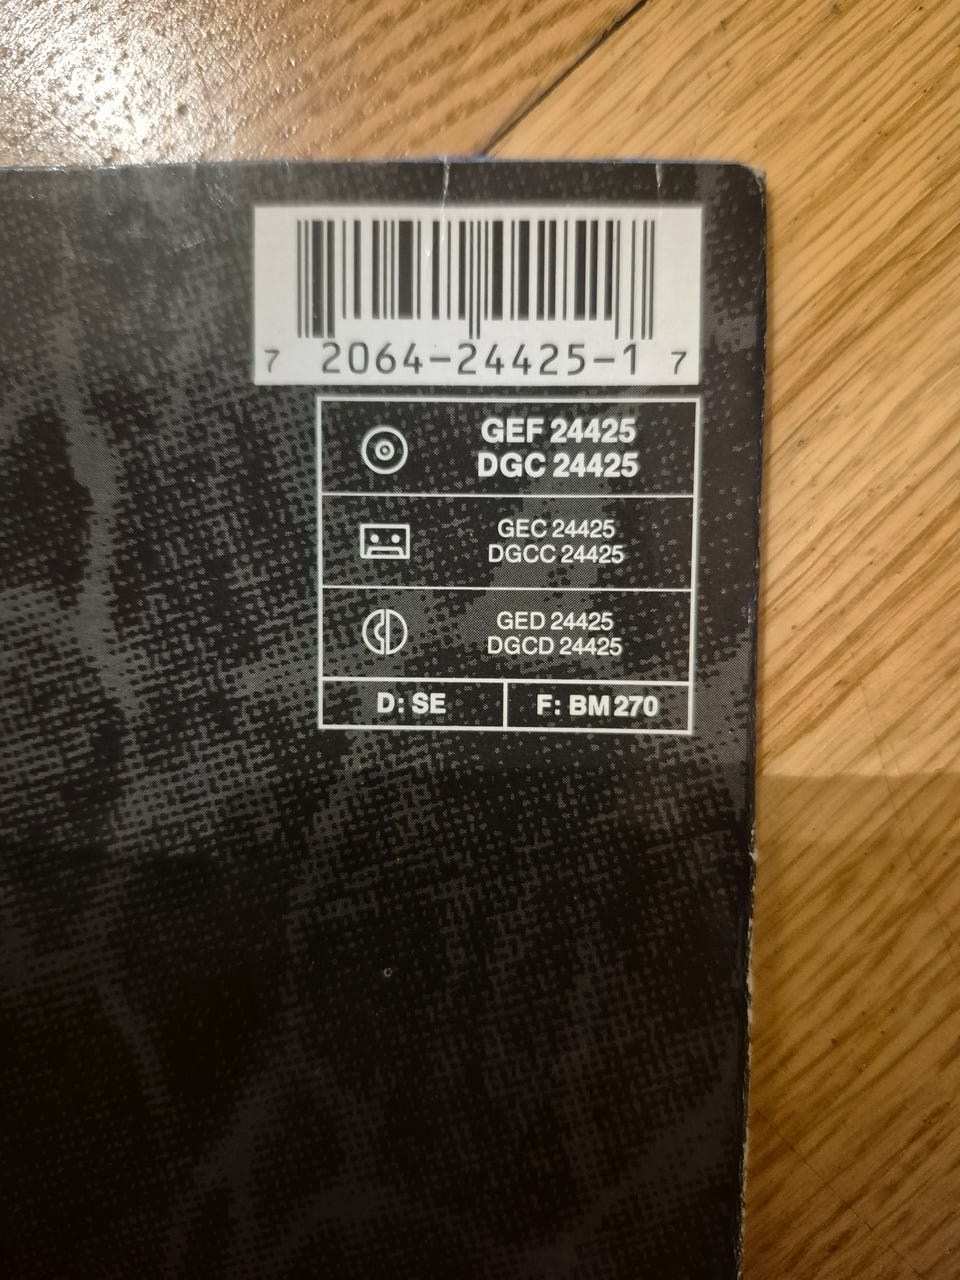 7 2064-24425-1 7
GEF 24425
DGC 24425
GEC 24425
DGCC 24425
GED 24425
DGCD 24425
D: SE
F: BM 270